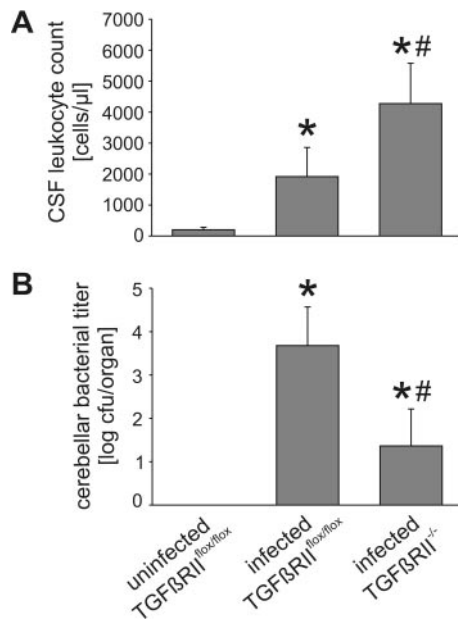 A
CSF leukocyte count
[cells/µl]
7000
6000
5000
4000
3000
2000
1000
0
*
*#
B
cerebellar bacterial titer
[log cfu/organ]
5
4
3
2
1
0
*
*#
uninfected
TGFßRII flox/flox
infected
TGFßRII flox/flox
infected
TGFßRII -/-